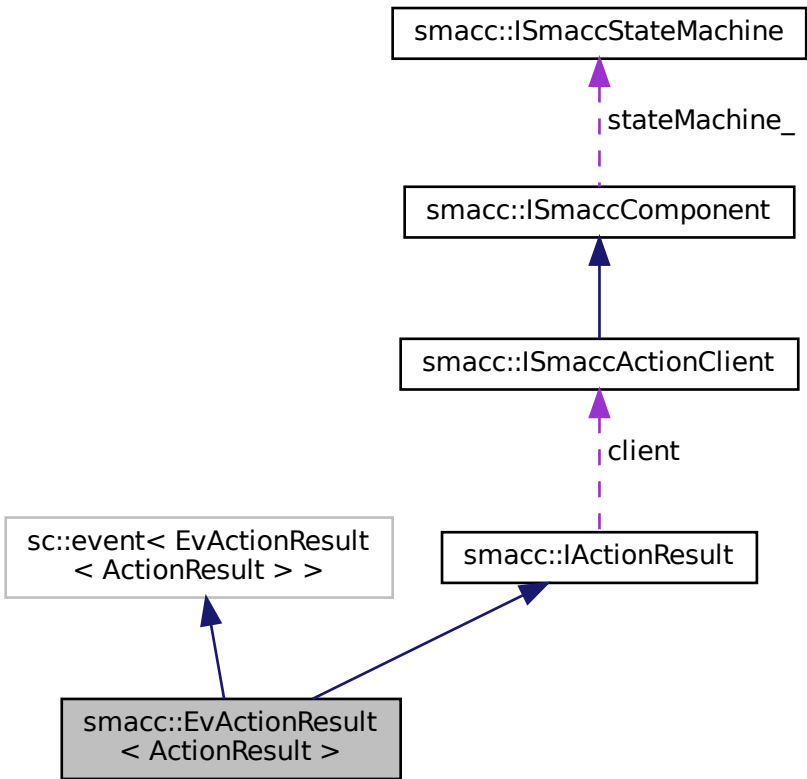 smacc::ISmaccStateMachine
stateMachine_
smacc::ISmaccComponent
smacc::ISmaccActionClient
client
sc::event< EvActionResult
< ActionResult > >
smacc::IActionResult
smacc::EvActionResult
< ActionResult >